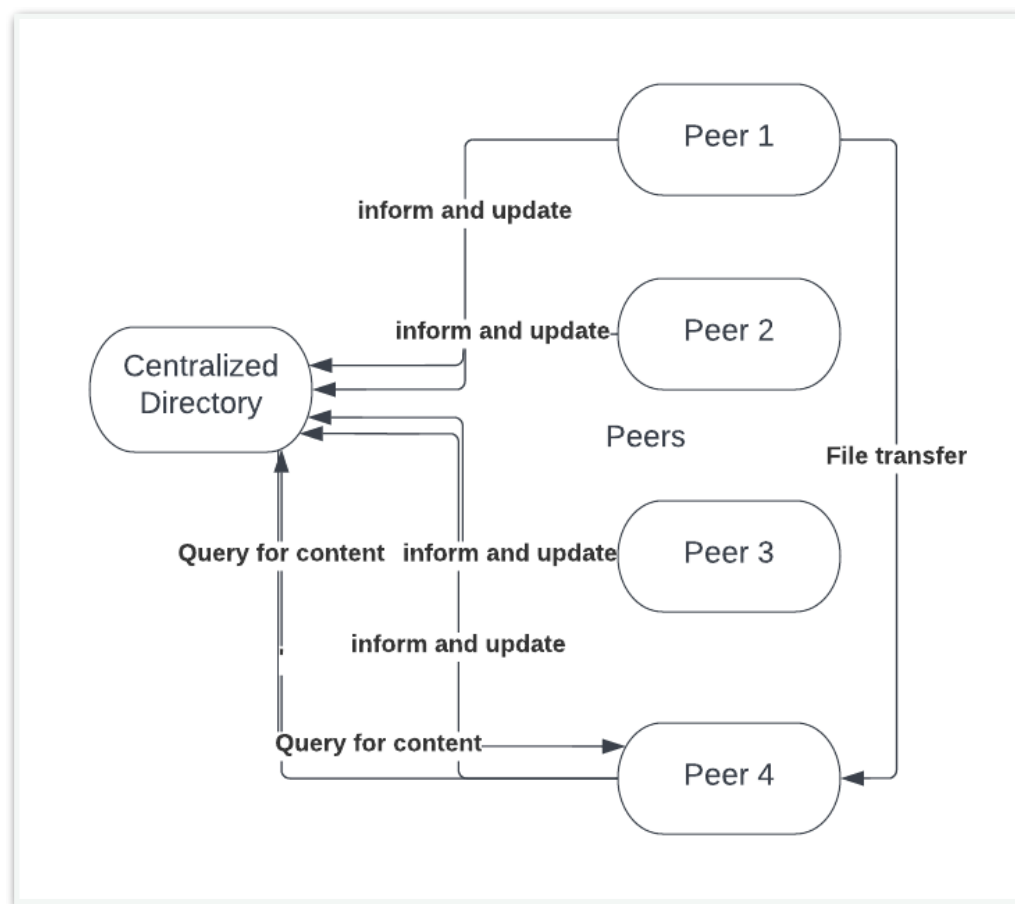 Peer 1
inform and update
inform and update
Peer 2
Centralized
Directory
Peers
File transfer
Query for content
inform and update
Peer 3
inform and update
Query for content
Peer 4